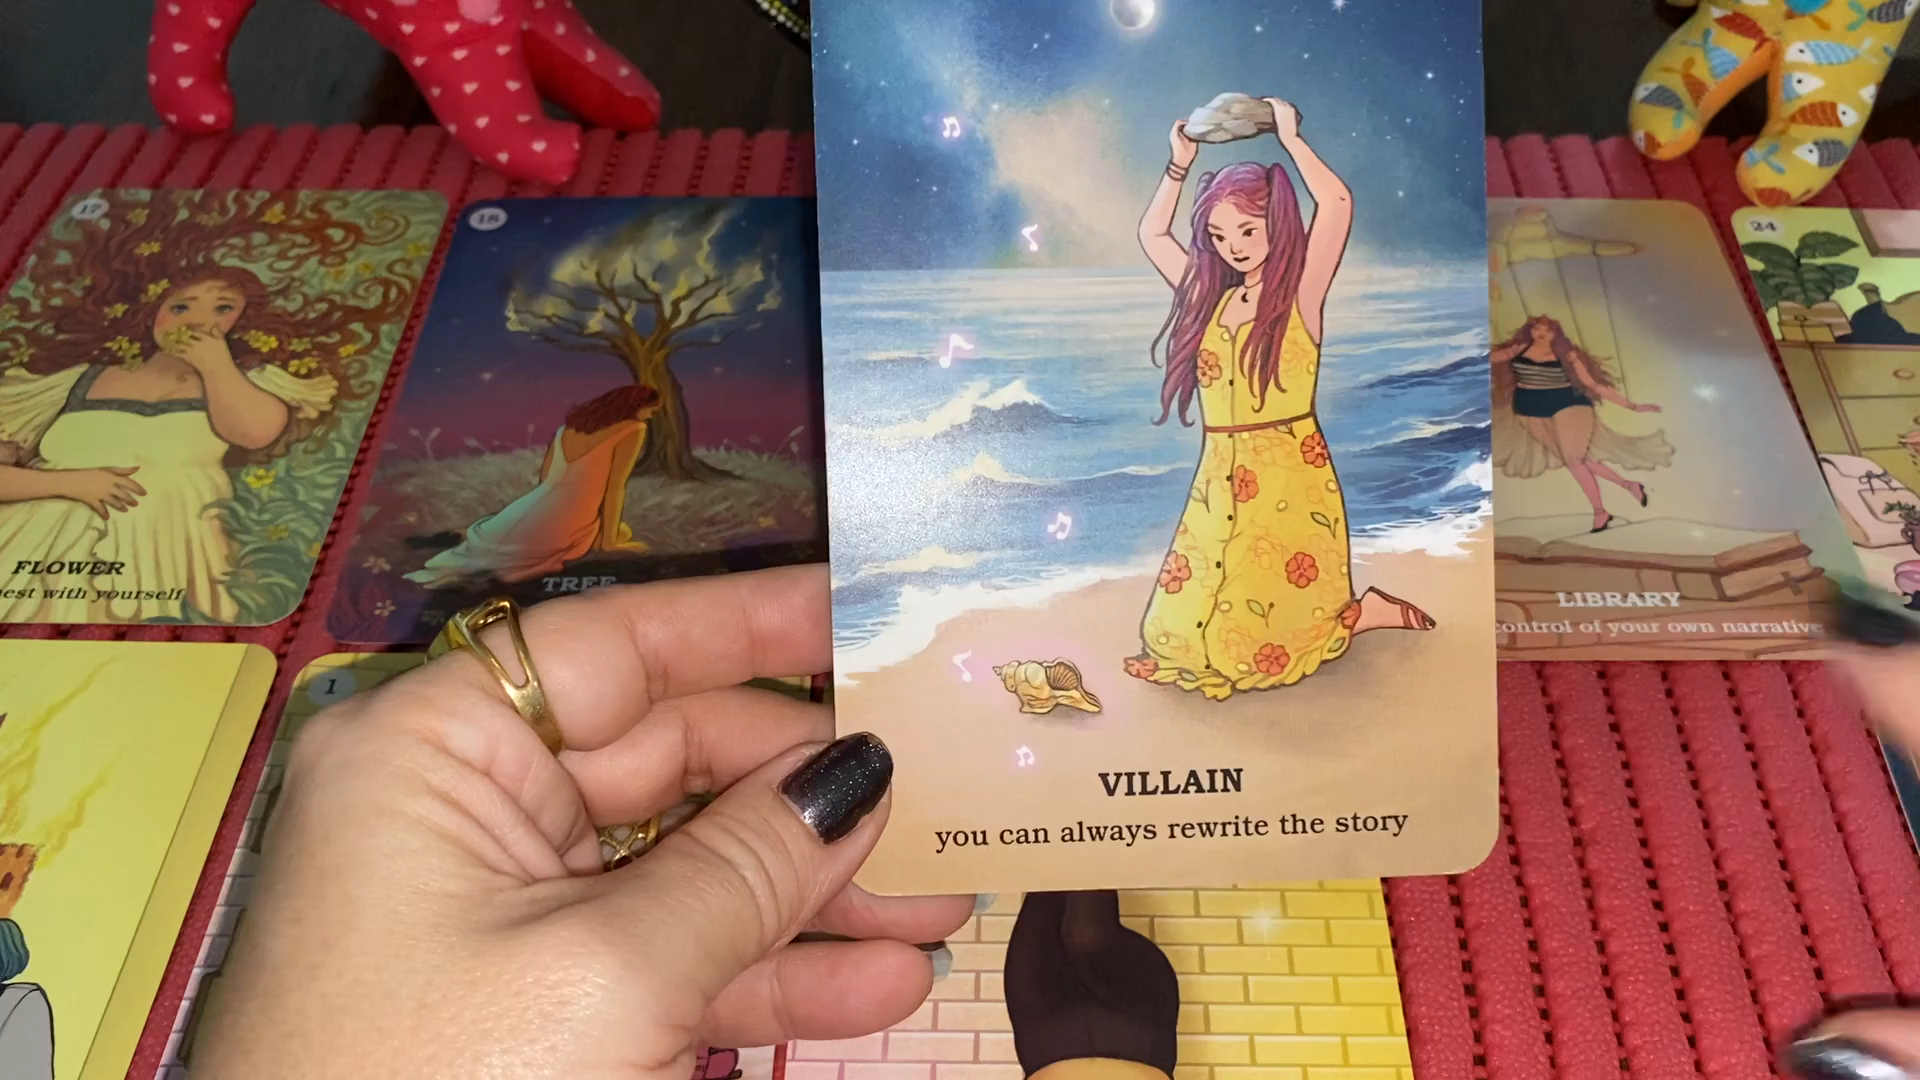 17
18
24
FLOWER
est with yourself
TREE
LIBRARY
control of your own narrative
1
VILLAIN
you can always rewrite the story